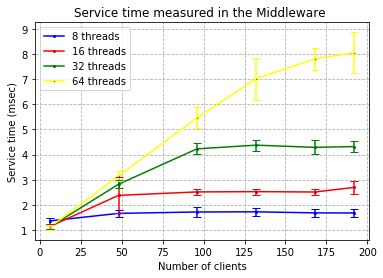 Service time measured in the Middleware
8 threads
16 threads
32 threads
64 threads
Service time (msec)
9
8
7
6
5
4
3
2
1
0
25
50
75
100
125
150
175
200
Number of clients